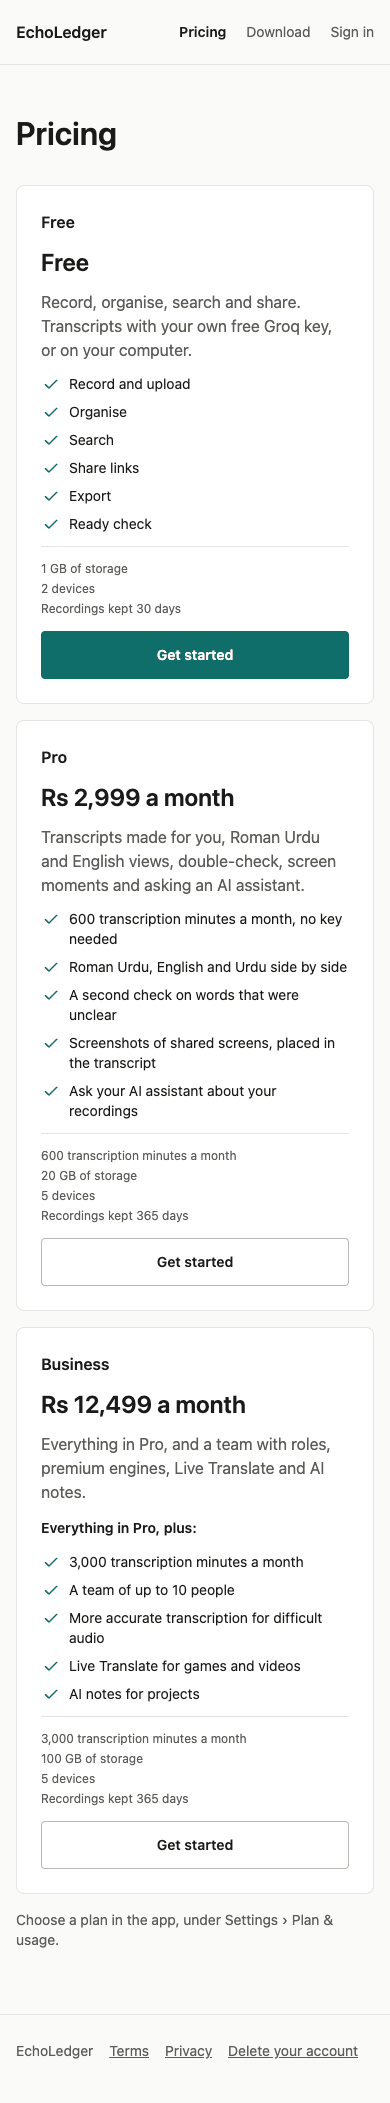 EchoLedger Pricing Download Sign in
Pricing
Free
Free
Record, organise, search and share.
Transcripts with your own free Groq key,
or on your computer.
Record and upload
Organise
Search
Share links
Export
Ready check
1 GB of storage
2 devices
Recordings kept 30 days
Get started
Pro
Rs 2,999 a month
Transcripts made for you, Roman Urdu
and English views, double-check, screen
moments and asking an AI assistant.
600 transcription minutes a month, no key
needed
Roman Urdu, English and Urdu side by side
A second check on words that were
unclear
Screenshots of shared screens, placed in
the transcript
Ask your AI assistant about your
recordings
600 transcription minutes a month
20 GB of storage
5 devices
Recordings kept 365 days
Get started
Business
Rs 12,499 a month
Everything in Pro, and a team with roles,
premium engines, Live Translate and AI
notes.
Everything in Pro, plus:
3,000 transcription minutes a month
A team of up to 10 people
More accurate transcription for difficult
audio
Live Translate for games and videos
AI notes for projects
3,000 transcription minutes a month
100 GB of storage
5 devices
Recordings kept 365 days
Get started
Choose a plan in the app, under Settings › Plan &
usage.
EchoLedger Terms Privacy Delete your account